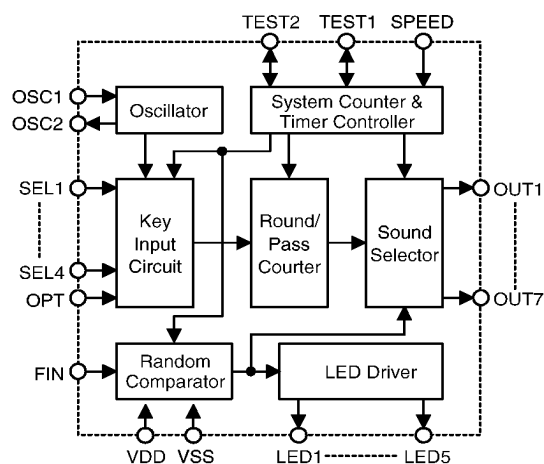 TEST2 TEST1 SPEED
OSC1
OSC2
Oscillator
System Counter &
Timer Controller
SEL1
SEL4
OPT
Key
Input
Circuit
Round/
Pass
Courter
Sound
Selector
OUT1
OUT7
FIN
Random
Comparator
LED Driver
VDD VSS LED1 LED5